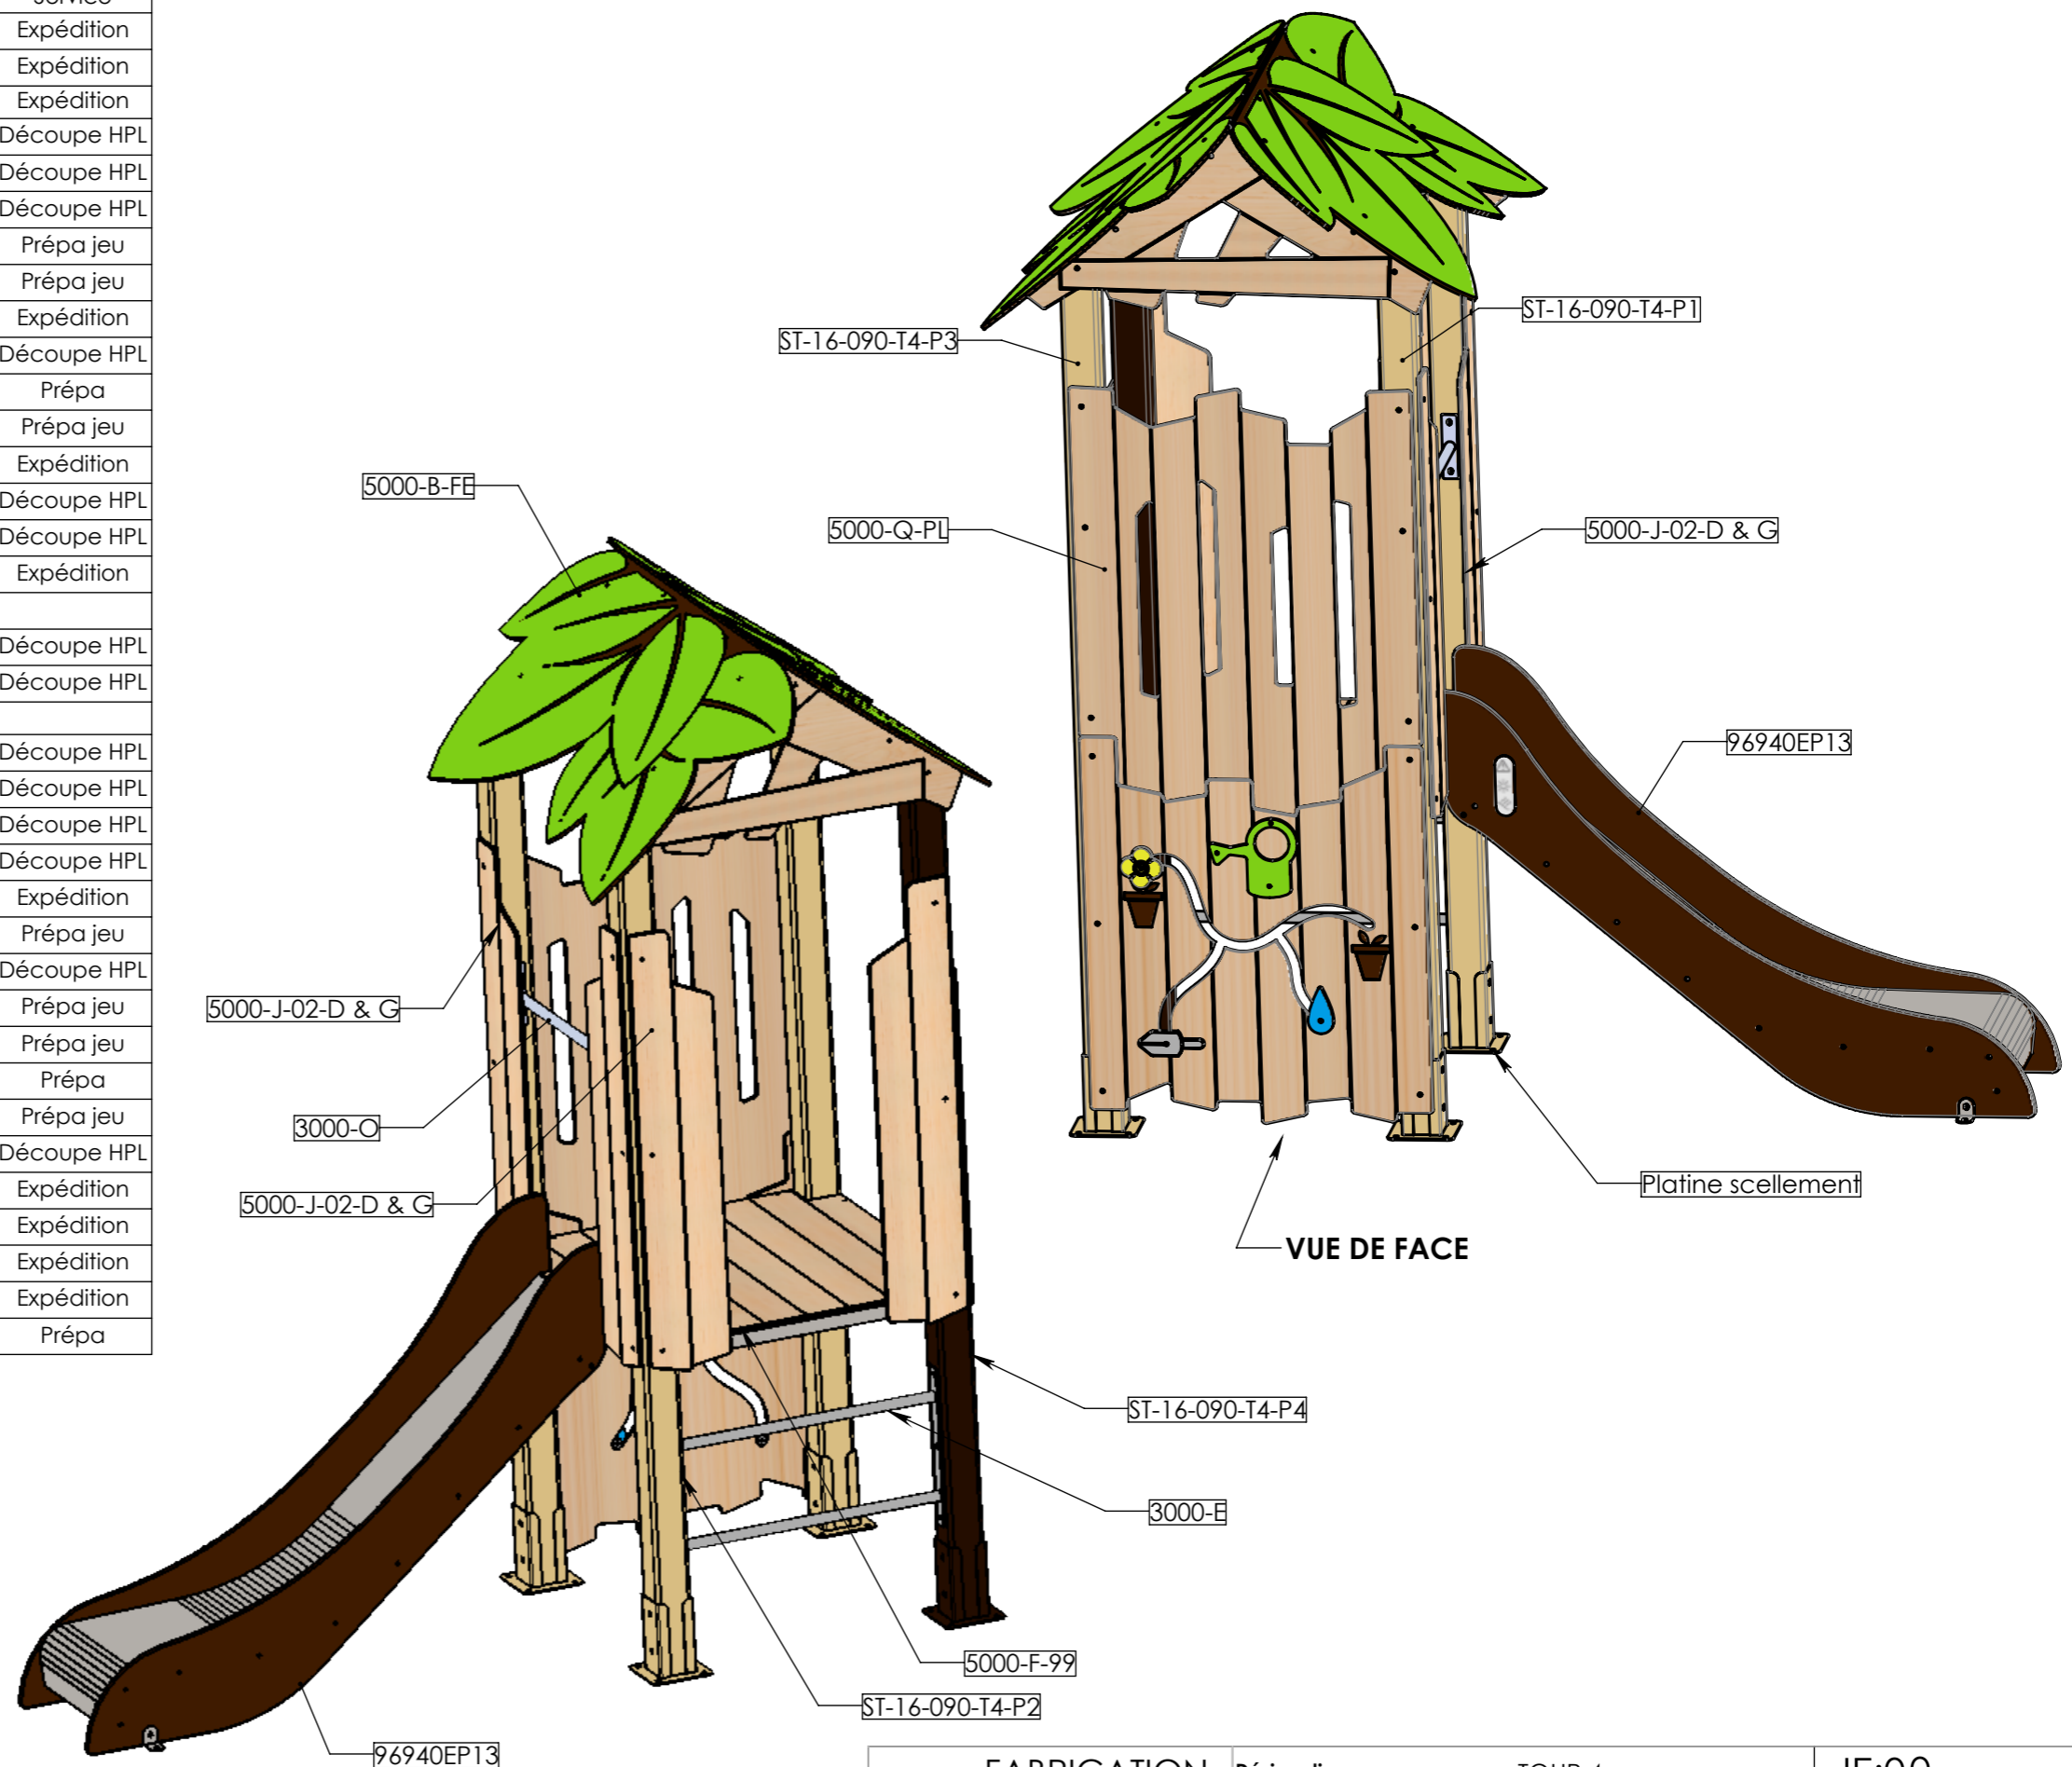 Service
Expédition
Expédition
Expédition
Découpe HPL
Découpe HPL
Découpe HPL
Prépa jeu
Prépa jeu
Expédition
Découpe HPL
Prépa
Prépa jeu
Expédition
Découpe HPL
Découpe HPL
Expédition
Découpe HPL
Découpe HPL
Découpe HPL
Découpe HPL
Découpe HPL
Découpe HPL
Expédition
Prépa jeu
Découpe HPL
Prépa jeu
Prépa jeu
Prépa
Prépa jeu
Découpe HPL
Expédition
Expédition
Expédition
Expédition
Prépa
ST-16-090-T4-P3
ST-16-090-T4-P1
5000-B-FE
5000-Q-PL
5000-J-02-D & G
96940EP13
5000-J-02-D & G
3000-O
5000-J-02-D & G
Platine scellement
VUE DE FACE
ST-16-090-T4-P4
3000-E
5000-F-99
ST-16-090-T4-P2
96940EP13
FABRICATION